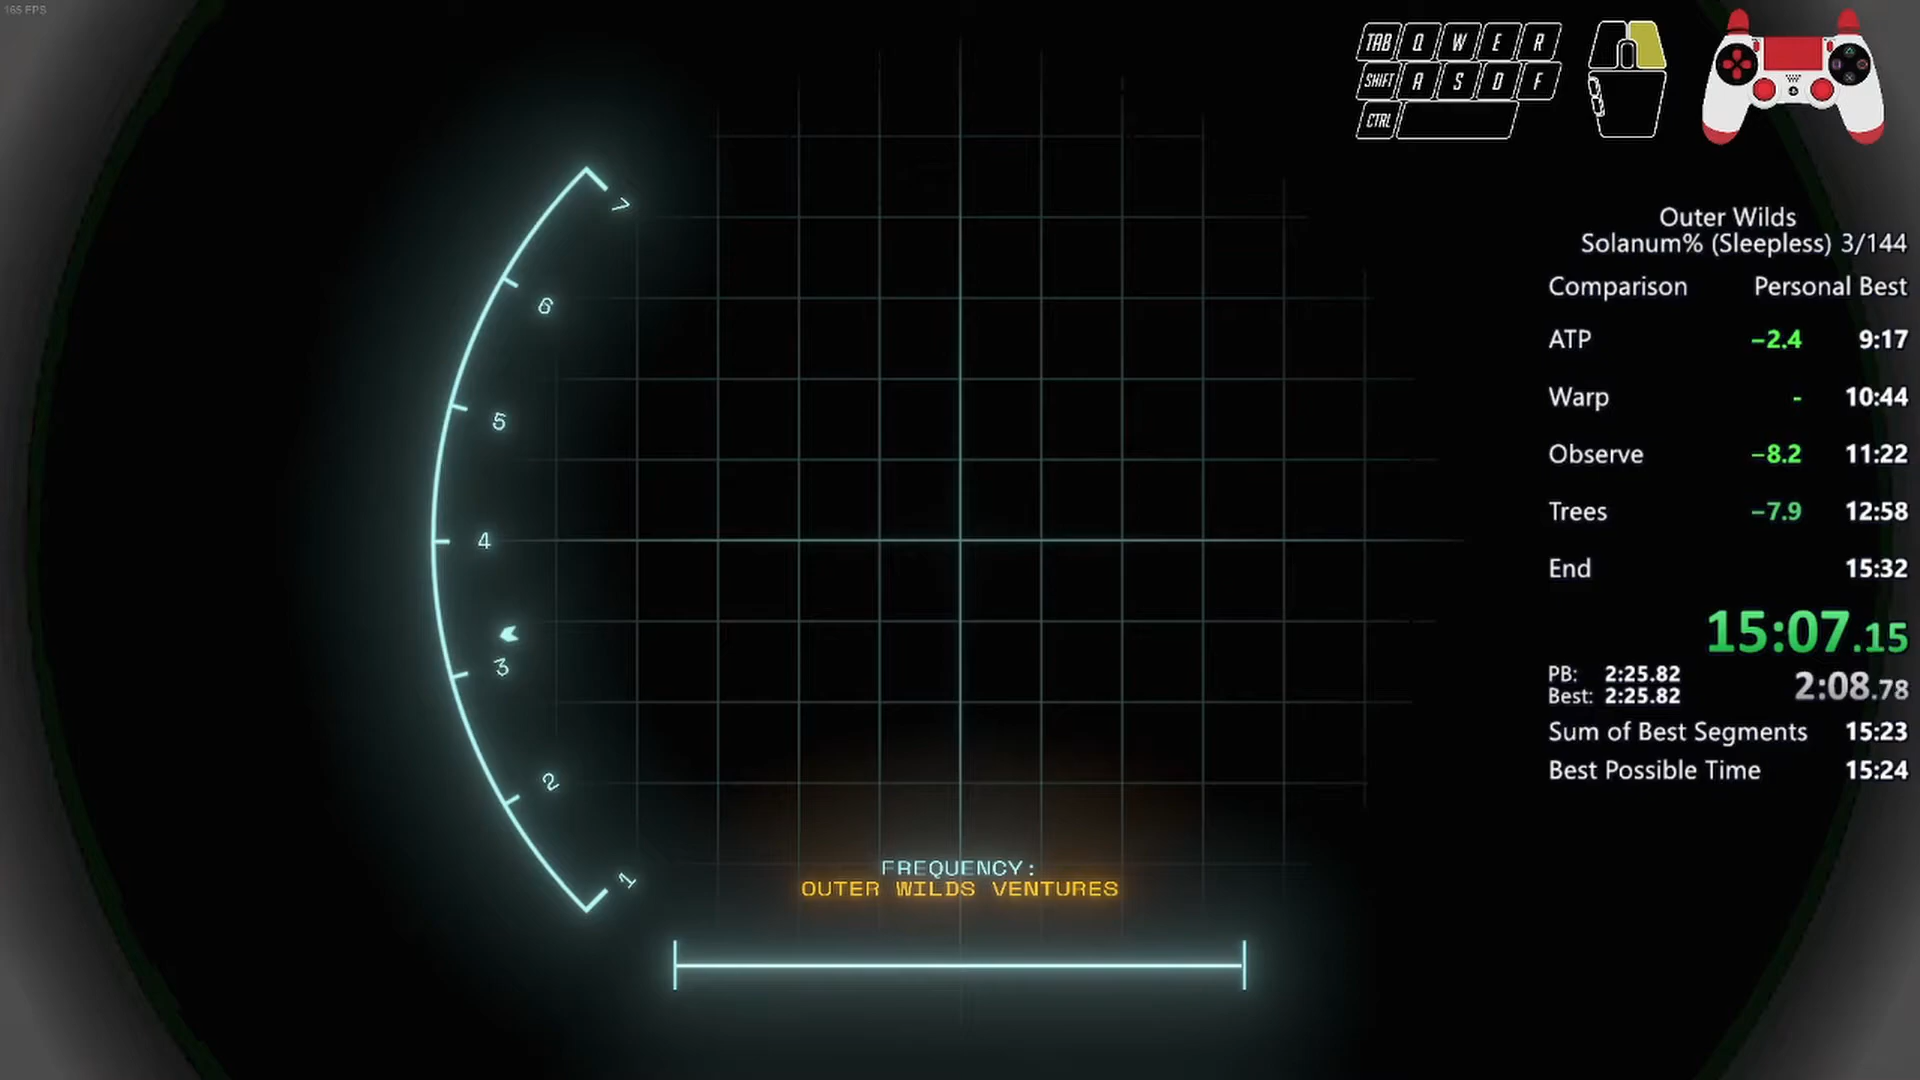 165 FPS
TAB Q W E R
SHIFT A S D F
CTRL
Outer Wilds
Solanum% (Sleepless) 3/144
Comparison Personal Best
ATP −2.4 9:17
Warp - 10:44
Observe −8.2 11:22
Trees −7.9 12:58
End 15:32
15:07.15
PB: 2:25.82
Best: 2:25.82
2:08.78
Sum of Best Segments 15:23
Best Possible Time 15:24
7
6
5
4
3
2
1
FREQUENCY:
OUTER WILDS VENTURES